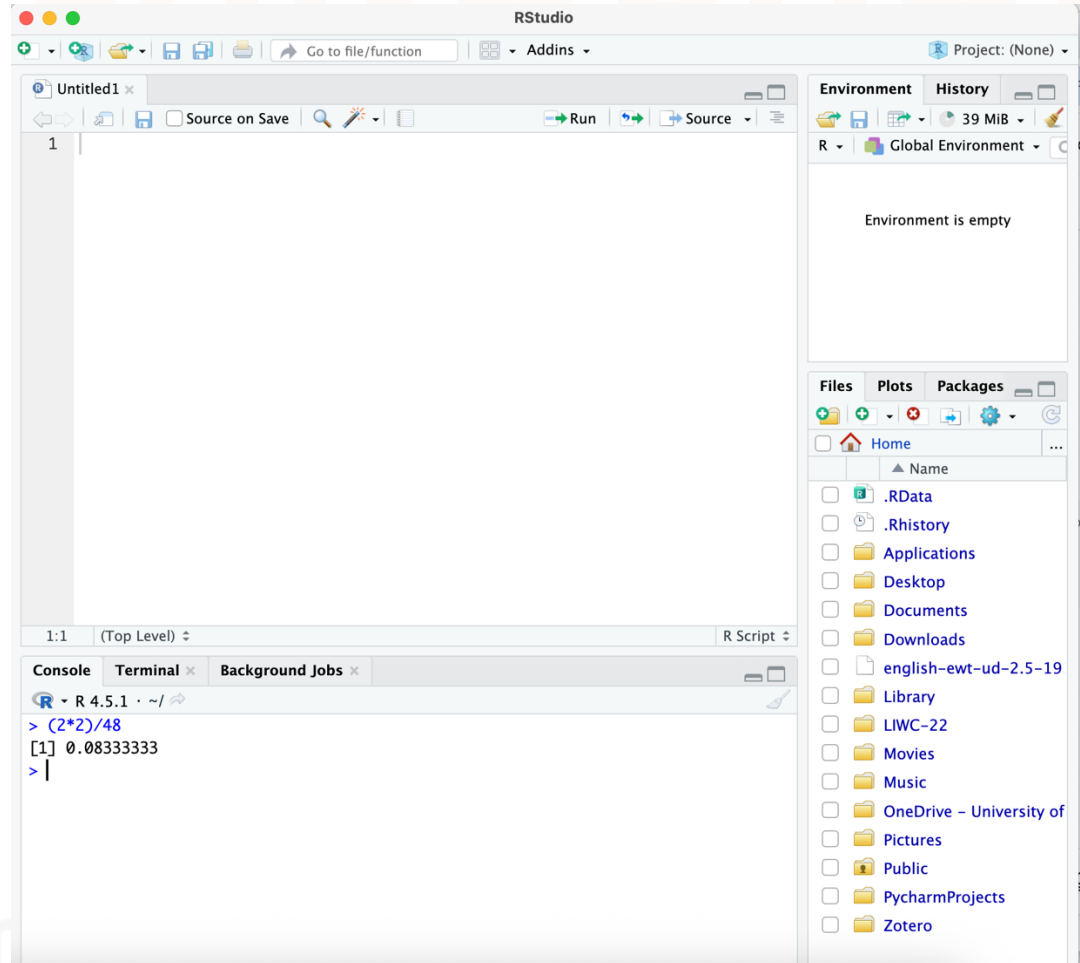 RStudio
Go to file/function
Addins
Project: (None)
Untitled1
Source on Save
Run
Source
1
1:1
(Top Level)
R Script
Console
Terminal
Background Jobs
R 4.5.1 · ~/
> (2*2)/48
[1] 0.08333333
>
Environment
History
39 MiB
R
Global Environment
Environment is empty
Files
Plots
Packages
Home
...
Name
.RData
.Rhistory
Applications
Desktop
Documents
Downloads
english-ewt-ud-2.5-19
Library
LIWC-22
Movies
Music
OneDrive - University of
Pictures
Public
PycharmProjects
Zotero